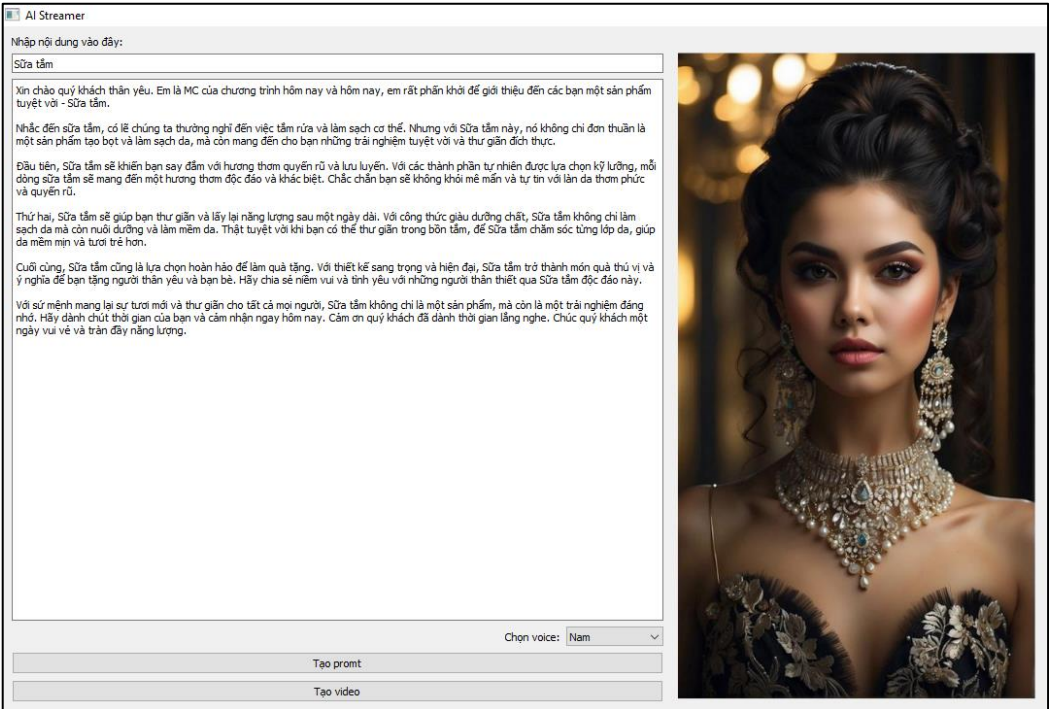 AI Streamer
Nhập nội dung vào đây:
Sữa tắm
Xin chào quý khách thân yêu. Em là MC của chương trình hôm nay và hôm nay, em rất phấn khởi để giới thiệu đến các bạn một sản phẩm
tuyệt vời - Sữa tắm.
Nhắc đến sữa tắm, có lẽ chúng ta thường nghĩ đến việc tắm rửa và làm sạch cơ thể. Nhưng với Sữa tắm này, nó không chỉ đơn thuần là
một sản phẩm tạo bọt và làm sạch da, mà còn mang đến cho bạn những trải nghiệm tuyệt vời và thư giãn đích thực.
Đầu tiên, Sữa tắm sẽ khiến bạn say đắm với hương thơm quyến rũ và lưu luyến. Với các thành phần tự nhiên được lựa chọn kỹ lưỡng, mỗi
dòng sữa tắm sẽ mang đến một hương thơm độc đáo và khác biệt. Chắc chắn bạn sẽ không khỏi mê mẩn và tự tin với làn da thơm phức
và quyến rũ.
Thứ hai, Sữa tắm sẽ giúp bạn thư giãn và lấy lại năng lượng sau một ngày dài. Với công thức giàu dưỡng chất, Sữa tắm không chỉ làm
sạch da mà còn nuôi dưỡng và làm mềm da. Thật tuyệt vời khi bạn có thể thư giãn trong bồn tắm, để Sữa tắm chăm sóc từng lớp da, giúp
da mềm mịn và tươi trẻ hơn.
Cuối cùng, Sữa tắm cũng là lựa chọn hoàn hảo để làm quà tặng. Với thiết kế sang trọng và hiện đại, Sữa tắm trở thành món quà thú vị và
ý nghĩa để bạn tặng người thân yêu và bạn bè. Hãy chia sẻ niềm vui và tình yêu với những người thân thiết qua Sữa tắm độc đáo này.
Với sứ mệnh mang lại sự tươi mới và thư giãn cho tất cả mọi người, Sữa tắm không chỉ là một sản phẩm, mà còn là một trải nghiệm đáng
nhớ. Hãy dành chút thời gian của bạn và cảm nhận ngay hôm nay. Cảm ơn quý khách đã dành thời gian lắng nghe. Chúc quý khách một
ngày vui vẻ và tràn đầy năng lượng.
Chọn voice: Nam
Tạo promt
Tạo video